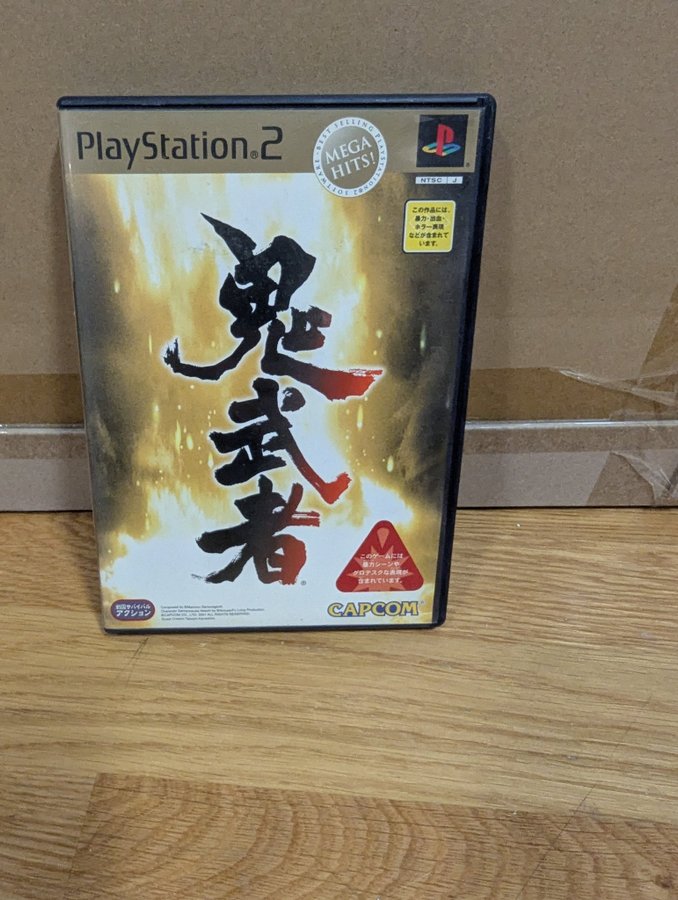 PlayStation®2
BEST SELLING PLAYSTATION®2 SOFTWARE
MEGA
HITS!
NTSC J
この作品には、
暴力・出血・
ホラー表現
などが含まれて
います。
鬼武者®
このゲームには
暴力シーンや
グロテスクな表現が
含まれています。
戦国サバイバル
アクション
CAPCOM